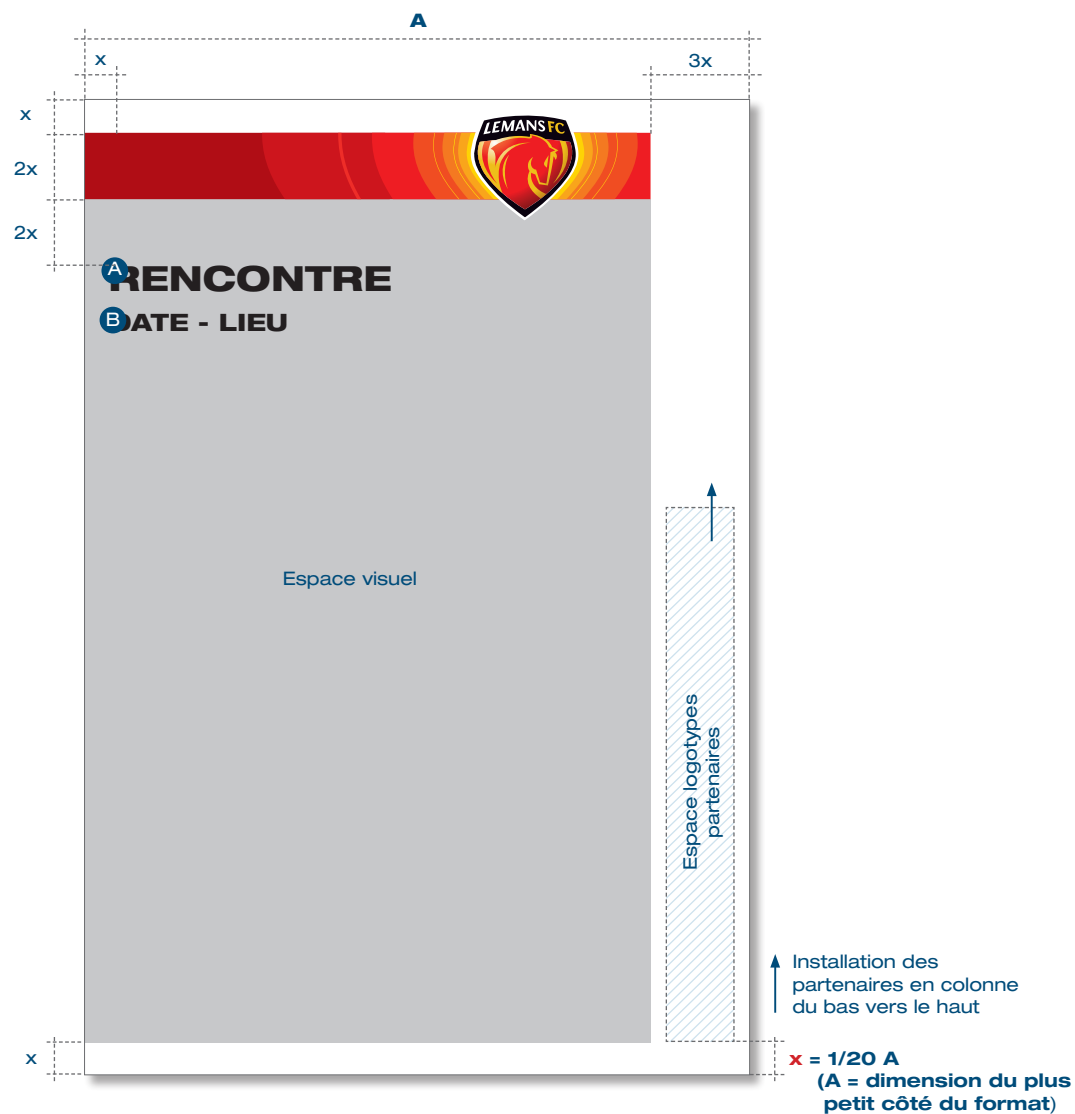 A
x
3x
x
LEMANS FC
2x
2x
A
RENCONTRE
B
DATE - LIEU
Espace visuel
Espace logotypes
partenaires
Installation des
partenaires en colonne
du bas vers le haut
x
x = 1/20 A
(A = dimension du plus
petit côté du format)